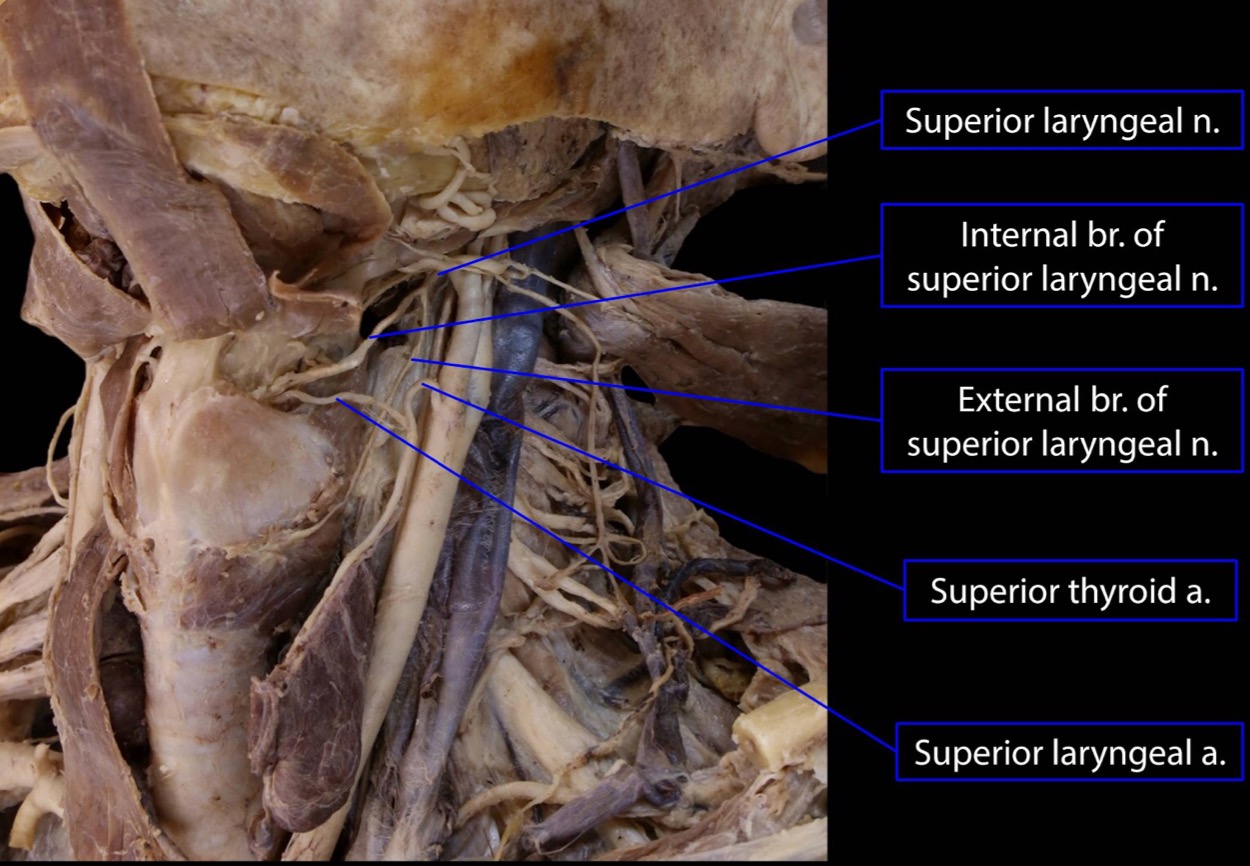 Superior laryngeal n.
Internal br. of
superior laryngeal n.
External br. of
superior laryngeal n.
Superior thyroid a.
Superior laryngeal a.